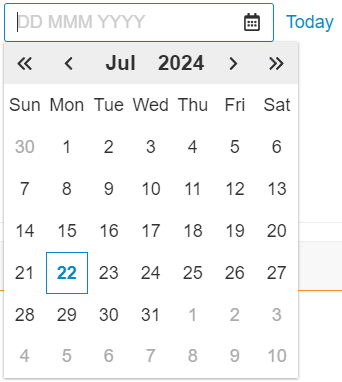 DD MMM YYYY Today
« ‹ Jul 2024 › »
Sun Mon Tue Wed Thu Fri Sat
30 1 2 3 4 5 6
7 8 9 10 11 12 13
14 15 16 17 18 19 20
21 22 23 24 25 26 27
28 29 30 31 1 2 3
4 5 6 7 8 9 10